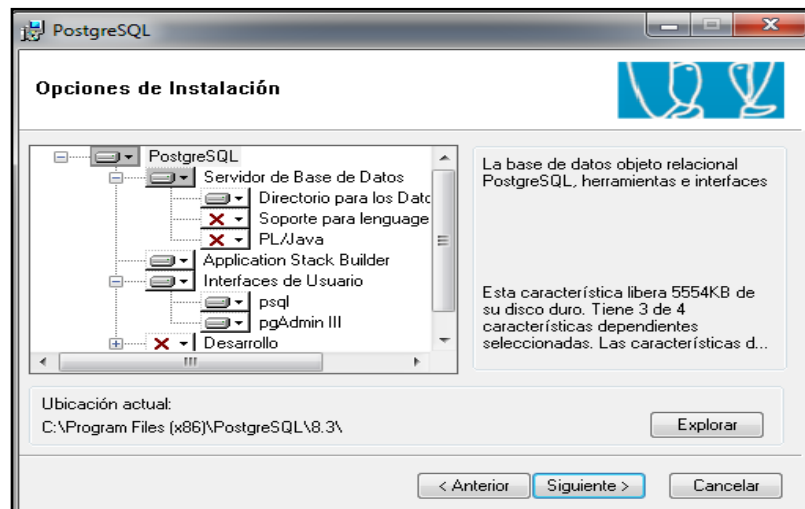 PostgreSQL
Opciones de Instalación
PostgreSQL
Servidor de Base de Datos
Directorio para los Datc
Soporte para lenguage
PL/Java
Application Stack Builder
Interfaces de Usuario
psql
pgAdmin III
Desarrollo
La base de datos objeto relacional
PostgreSQL, herramientas e interfaces
Esta característica libera 5554KB de
su disco duro. Tiene 3 de 4
características dependientes
seleccionadas. Las características d...
Ubicación actual:
C:\Program Files (x86)\PostgreSQL\8.3\
Explorar
< Anterior
Siguiente >
Cancelar